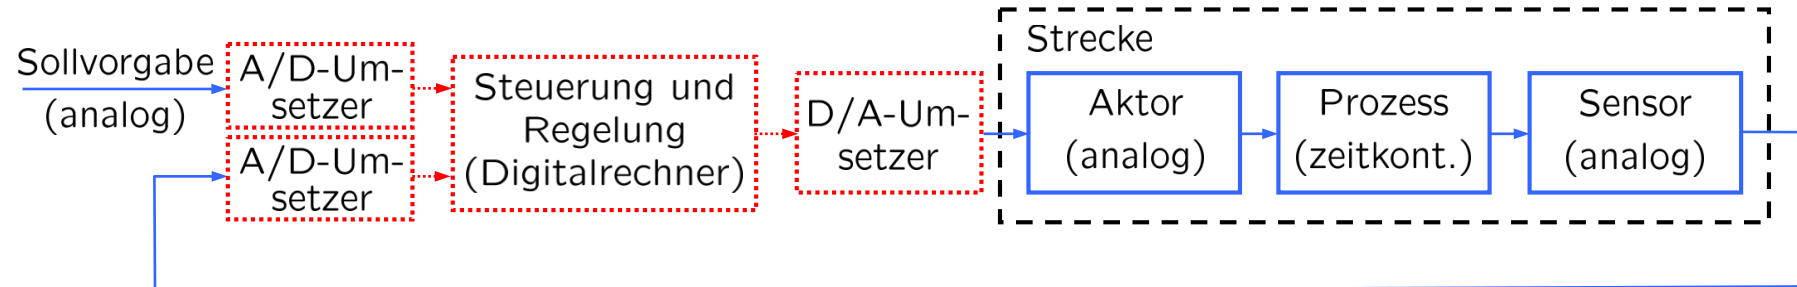 Sollvorgabe
(analog)
A/D-Um-
setzer
A/D-Um-
setzer
Steuerung und
Regelung
(Digitalrechner)
D/A-Um-
setzer
Strecke
Aktor
(analog)
Prozess
(zeitkont.)
Sensor
(analog)